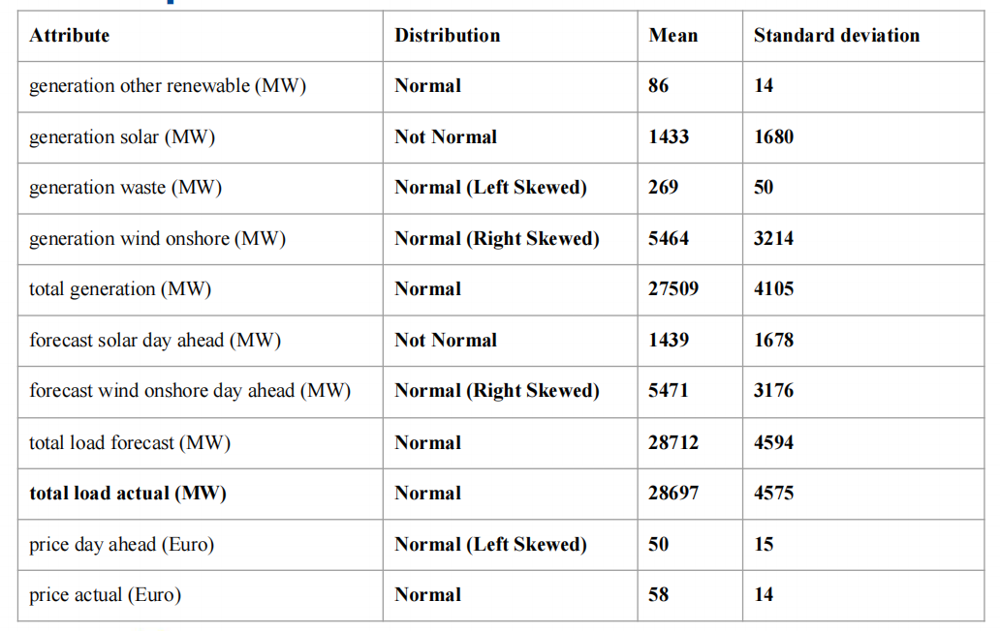 Attribute Distribution Mean Standard deviation
generation other renewable (MW) Normal 86 14
generation solar (MW) Not Normal 1433 1680
generation waste (MW) Normal (Left Skewed) 269 50
generation wind onshore (MW) Normal (Right Skewed) 5464 3214
total generation (MW) Normal 27509 4105
forecast solar day ahead (MW) Not Normal 1439 1678
forecast wind onshore day ahead (MW) Normal (Right Skewed) 5471 3176
total load forecast (MW) Normal 28712 4594
total load actual (MW) Normal 28697 4575
price day ahead (Euro) Normal (Left Skewed) 50 15
price actual (Euro) Normal 58 14